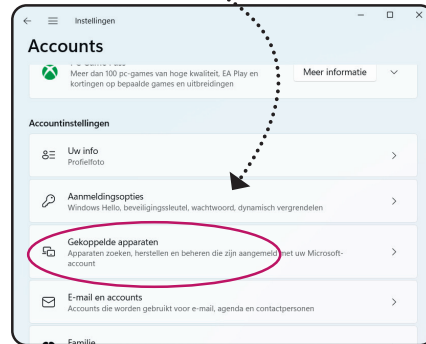 Instellingen
Accounts
Meer dan 100 pc-games van hoge kwaliteit, EA Play en
kortingen op bepaalde games en uitbreidingen
Meer informatie
Accountinstellingen
Uw info
Profielfoto
Aanmeldingsopties
Windows Hello, beveiligingssleutel, wachtwoord, dynamisch vergrendelen
Gekoppelde apparaten
Apparaten zoeken, herstellen en beheren die zijn aangemeld met uw Microsoft-
account
E-mail en accounts
Accounts die worden gebruikt voor e-mail, agenda en contactpersonen
Familie